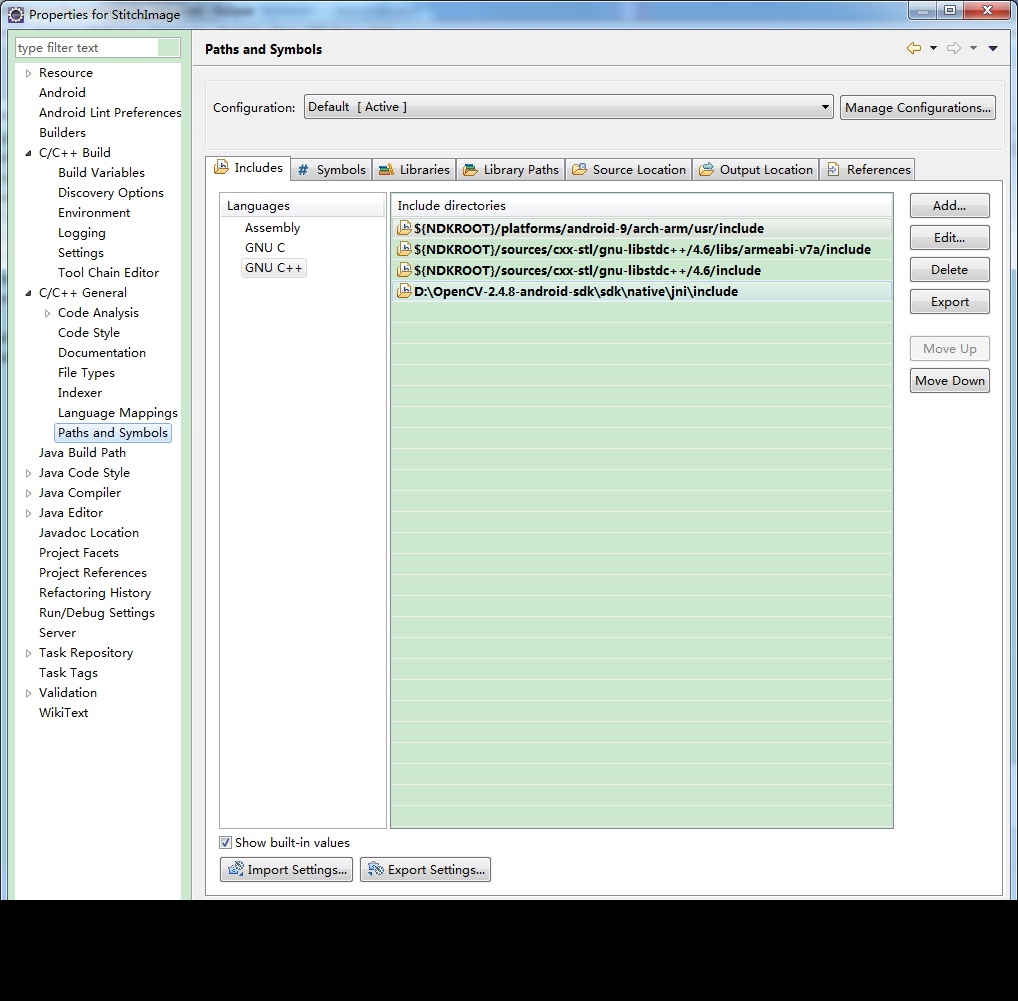 Properties for StitchImage
type filter text
Resource
Android
Android Lint Preferences
Builders
C/C++ Build
Build Variables
Discovery Options
Environment
Logging
Settings
Tool Chain Editor
C/C++ General
Code Analysis
Code Style
Documentation
File Types
Indexer
Language Mappings
Paths and Symbols
Java Build Path
Java Code Style
Java Compiler
Java Editor
Javadoc Location
Project Facets
Project References
Refactoring History
Run/Debug Settings
Server
Task Repository
Task Tags
Validation
WikiText
Paths and Symbols
Configuration: Default [ Active ] Manage Configurations...
Includes # Symbols Libraries Library Paths Source Location Output Location References
Languages
Assembly
GNU C
GNU C++
Include directories
${NDKROOT}/platforms/android-9/arch-arm/usr/include
${NDKROOT}/sources/cxx-stl/gnu-libstdc++/4.6/libs/armeabi-v7a/include
${NDKROOT}/sources/cxx-stl/gnu-libstdc++/4.6/include
D:\OpenCV-2.4.8-android-sdk\sdk\native\jni\include
Add...
Edit...
Delete
Export
Move Up
Move Down
Show built-in values
Import Settings... Export Settings...